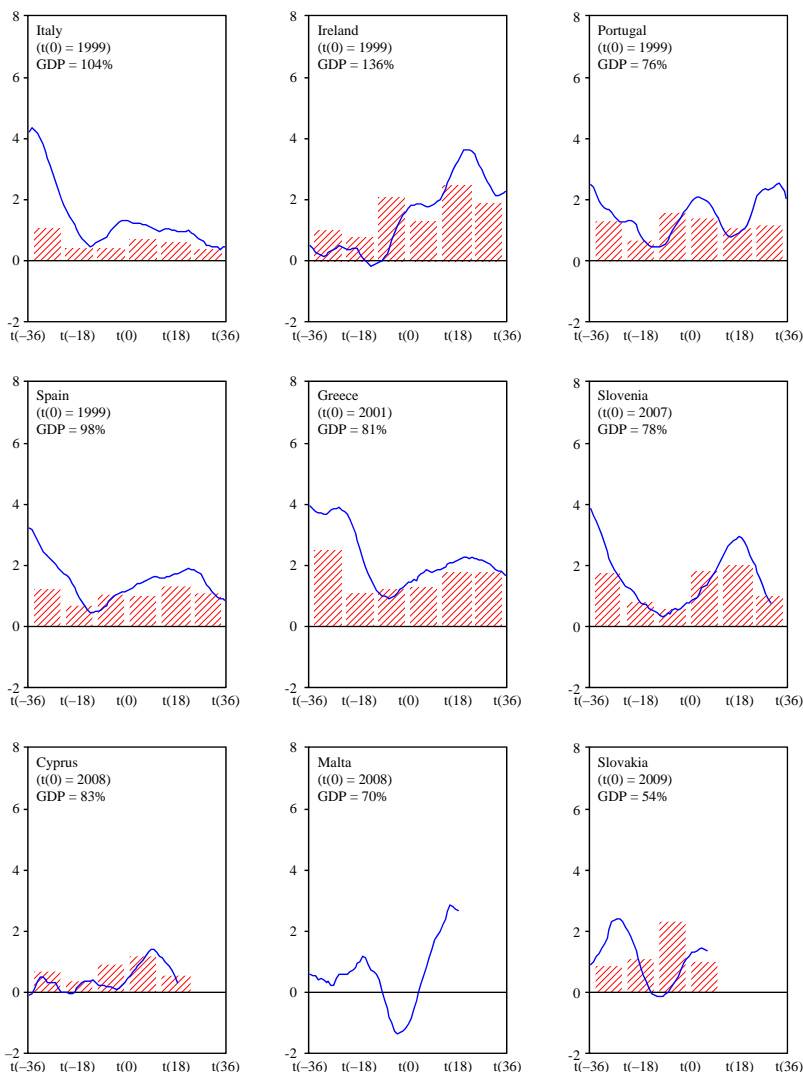 8
6
4
2
0
-2
Italy
(t(0) = 1999)
GDP = 104%
t(−36) t(−18) t(0) t(18) t(36)
8
6
4
2
0
-2
Ireland
(t(0) = 1999)
GDP = 136%
t(−36) t(−18) t(0) t(18) t(36)
8
6
4
2
0
-2
Portugal
(t(0) = 1999)
GDP = 76%
t(−36) t(−18) t(0) t(18) t(36)
8
6
4
2
0
-2
Spain
(t(0) = 1999)
GDP = 98%
t(−36) t(−18) t(0) t(18) t(36)
8
6
4
2
0
-2
Greece
(t(0) = 2001)
GDP = 81%
t(−36) t(−18) t(0) t(18) t(36)
8
6
4
2
0
-2
Slovenia
(t(0) = 2007)
GDP = 78%
t(−36) t(−18) t(0) t(18) t(36)
8
6
4
2
0
−2
Cyprus
(t(0) = 2008)
GDP = 83%
t(−36) t(−18) t(0) t(18) t(36)
8
6
4
2
0
−2
Malta
(t(0) = 2008)
GDP = 70%
t(−36) t(−18) t(0) t(18) t(36)
8
6
4
2
0
-2
Slovakia
(t(0) = 2009)
GDP = 54%
t(−36) t(−18) t(0) t(18) t(36)